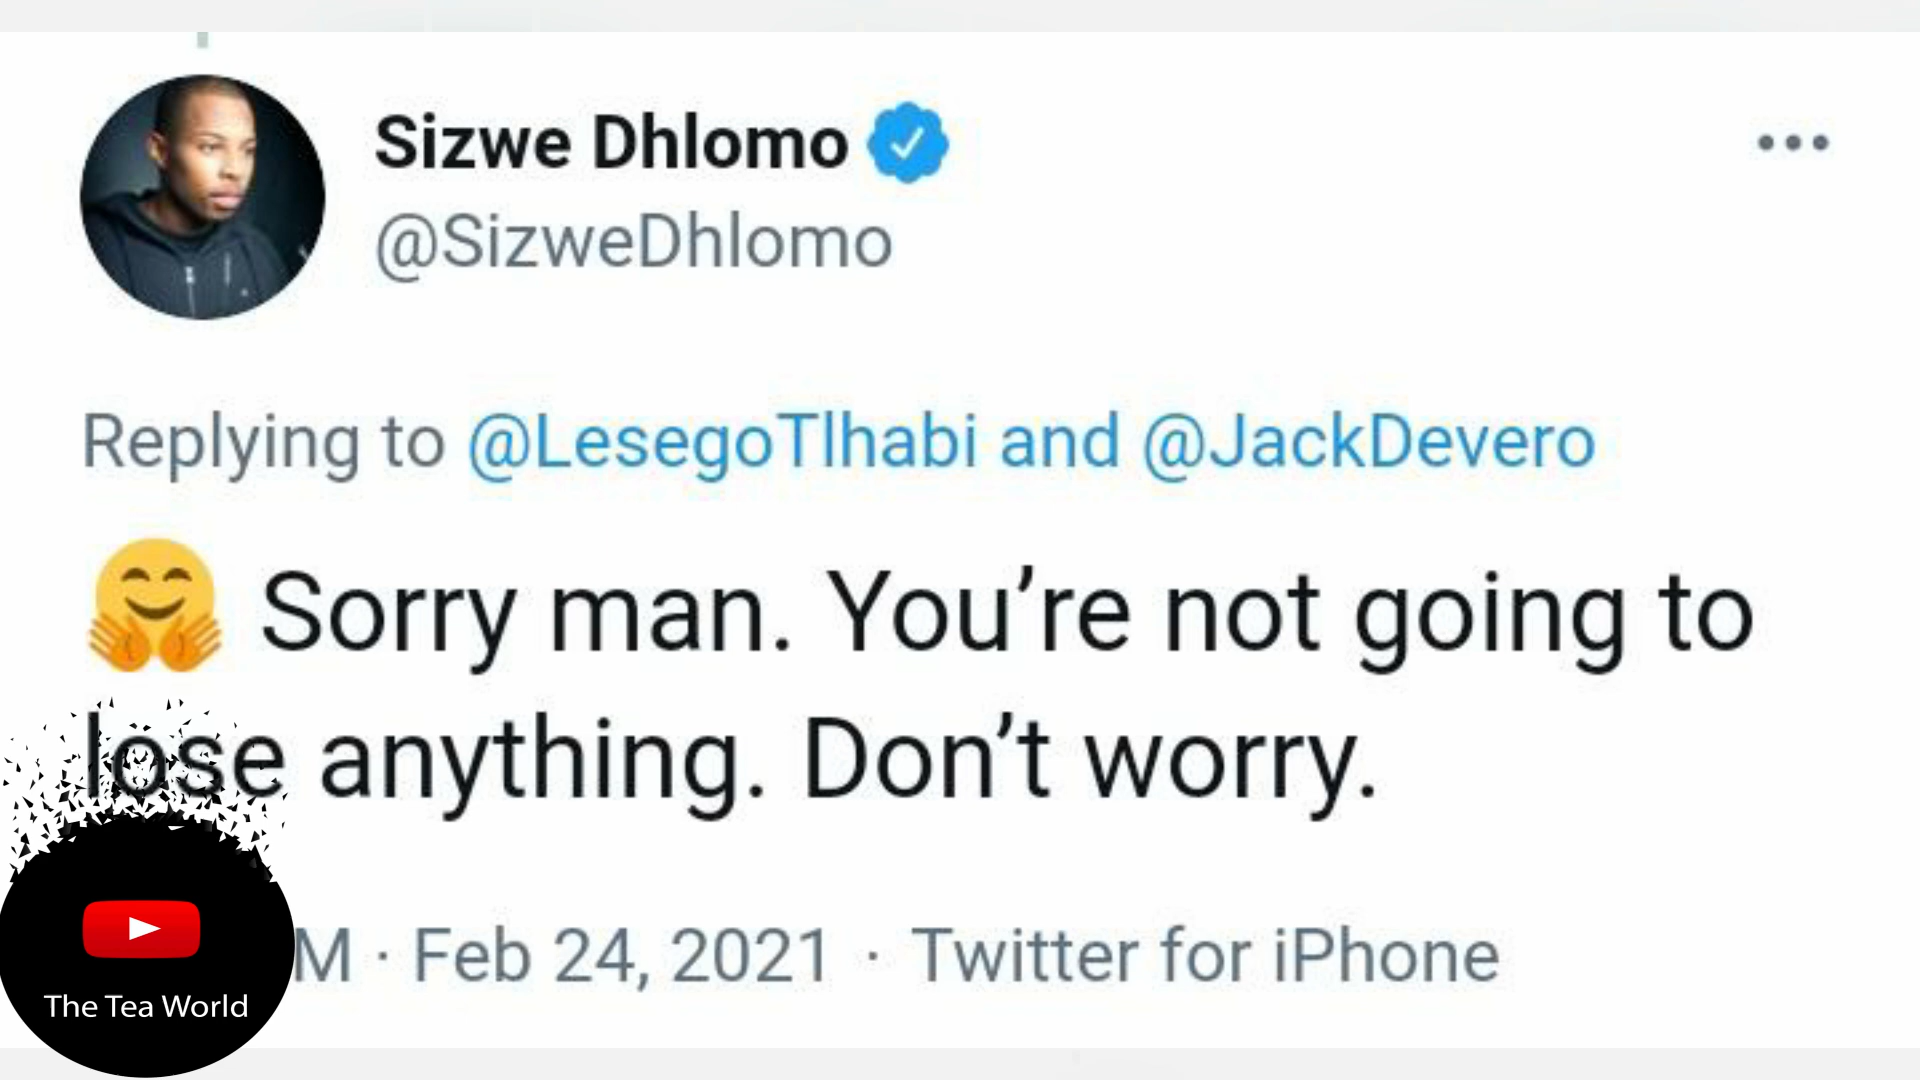 Sizwe Dhlomo
@SizweDhlomo
Replying to @LesegoTlhabi and @JackDevero
🤗 Sorry man. You’re not going to
lose anything. Don’t worry.
M · Feb 24, 2021 · Twitter for iPhone
The Tea World